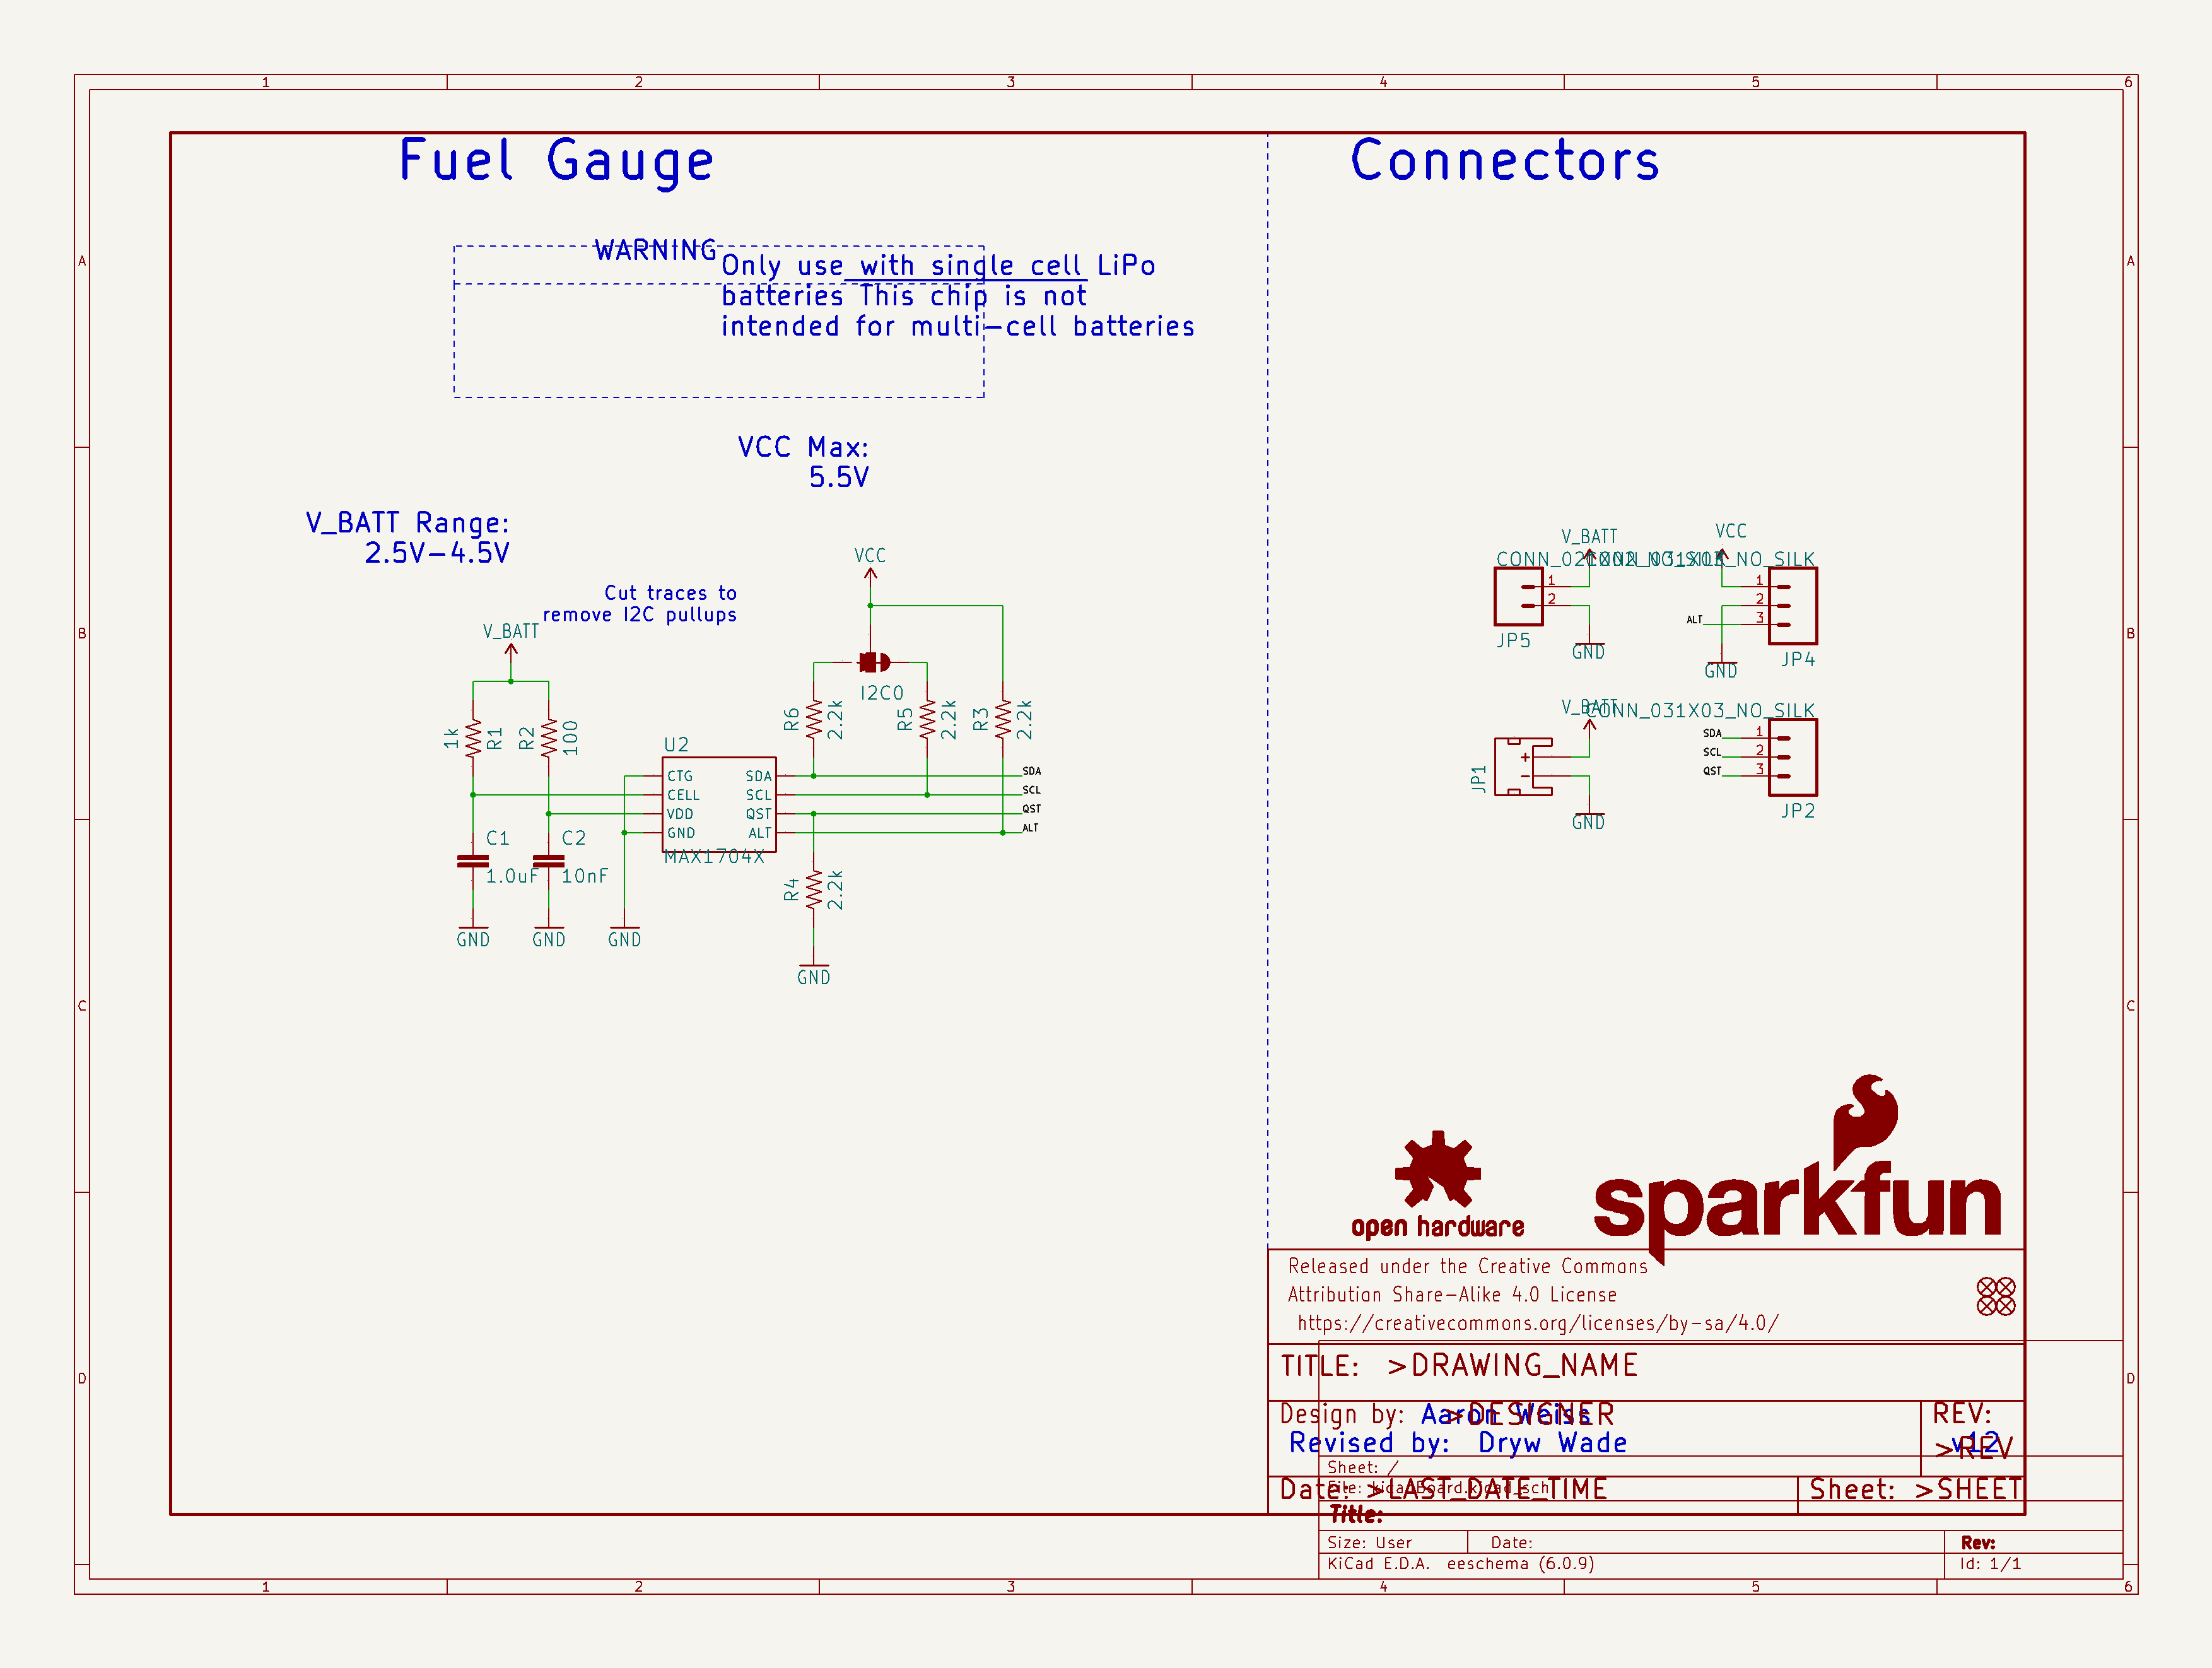 1 2 3 4 5 6
A A
B B
C C
D D
Fuel Gauge
Connectors
WARNING
Only use with single cell LiPo
batteries This chip is not
intended for multi-cell batteries
VCC Max:
5.5V
V_BATT Range:
2.5V-4.5V
Cut traces to
remove I2C pullups
VCC
V_BATT
I2C0
R6 2.2k
R5 2.2k
R3 2.2k
1k R1
R2 100
U2
CTG SDA
CELL SCL
VDD QST
GND ALT
MAX1704X
SDA
SCL
QST
ALT
C1
1.0uF
C2
10nF
R4 2.2k
GND
GND
GND
GND
V_BATT
VCC
CONN_031X03_NO_SILK
1
2
JP5
GND
1
2
ALT 3
JP4
GND
V_BATT
CONN_031X03_NO_SILK
JP1
+
-
GND
SDA 1
SCL 2
QST 3
JP2
open hardware
sparkfun
Released under the Creative Commons
Attribution Share-Alike 4.0 License
https://creativecommons.org/licenses/by-sa/4.0/
TITLE: >DRAWING_NAME
Design by: Aaron Weiss
>DESIGNER
REV:
Revised by: Dryw Wade
v12
>REV
Sheet: /
Date: >LAST_DATE_TIME
File: kicadBoard.kicad_sch
Sheet: >SHEET
Title:
Size: User Date: Rev:
KiCad E.D.A. eeschema (6.0.9) Id: 1/1
1 2 3 4 5 6